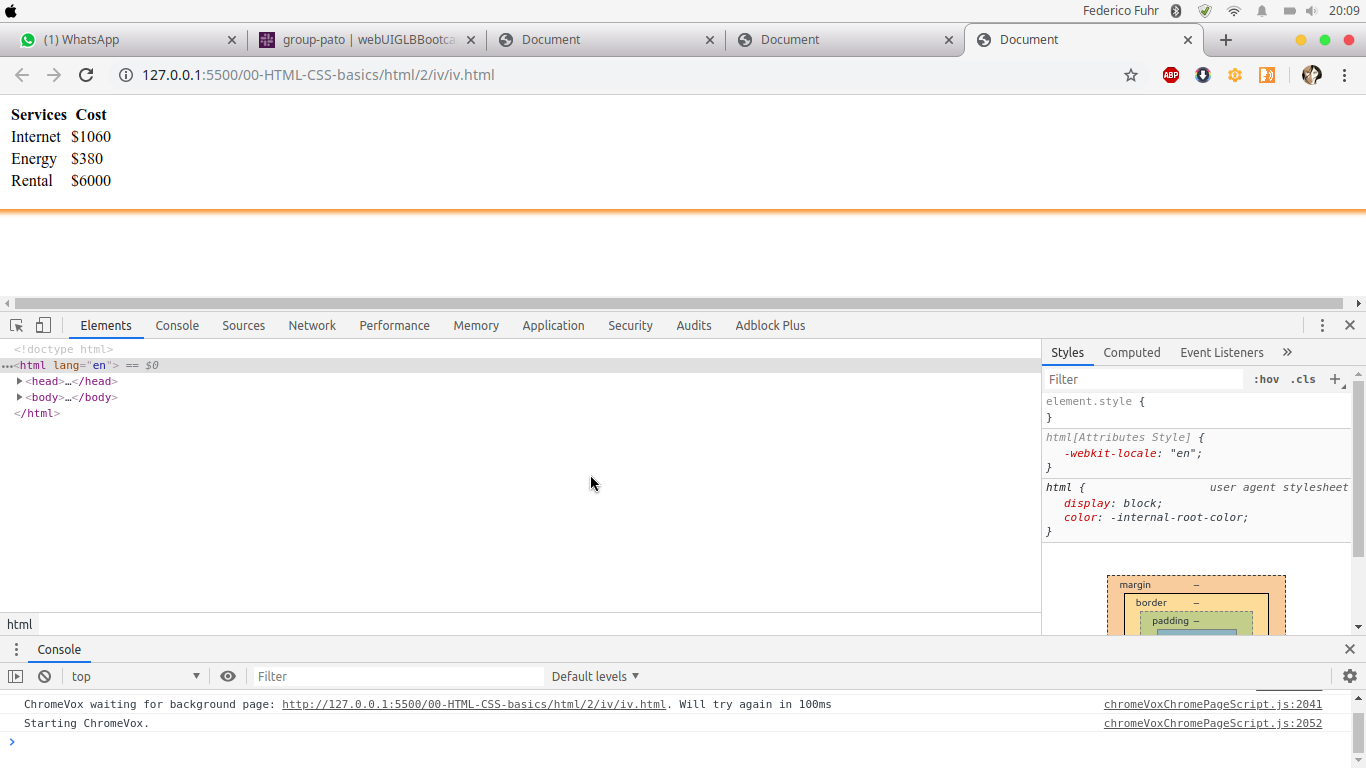 Federico Fuhr 20:09
(1) WhatsApp group-pato | webUIGLBBootca Document Document Document
127.0.0.1:5500/00-HTML-CSS-basics/html/2/iv/iv.html ABP
Services Cost
Internet $1060
Energy $380
Rental $6000
Elements Console Sources Network Performance Memory Application Security Audits Adblock Plus
<!doctype html>
…<html lang="en"> == $0
<head>…</head>
<body>…</body>
</html>
html
Styles Computed Event Listeners »
Filter :hov .cls +
element.style {
}
html[Attributes Style] {
-webkit-locale: "en";
}
html { user agent stylesheet
display: block;
color: -internal-root-color;
}
margin –
border –
padding –
Console
top Filter Default levels
ChromeVox waiting for background page: http://127.0.0.1:5500/00-HTML-CSS-basics/html/2/iv/iv.html. Will try again in 100ms chromeVoxChromePageScript.js:2041
Starting ChromeVox. chromeVoxChromePageScript.js:2052